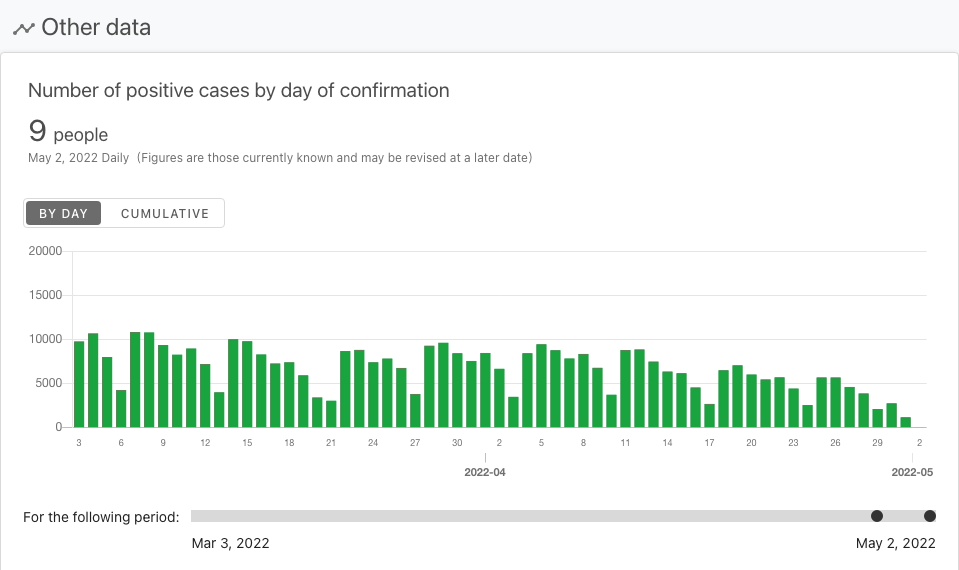 Other data
Number of positive cases by day of confirmation
9 people
May 2, 2022 Daily (Figures are those currently known and may be revised at a later date)
BY DAY CUMULATIVE
20000
15000
10000
5000
0
3 6 9 12 15 18 21 24 27 30 2 5 8 11 14 17 20 23 26 29 2
2022-04 2022-05
For the following period:
Mar 3, 2022 May 2, 2022